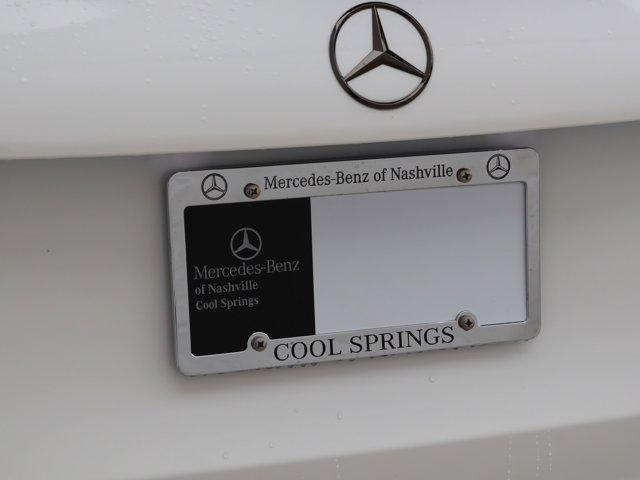 Mercedes-Benz of Nashville
Mercedes-Benz
of Nashville
Cool Springs
COOL SPRINGS